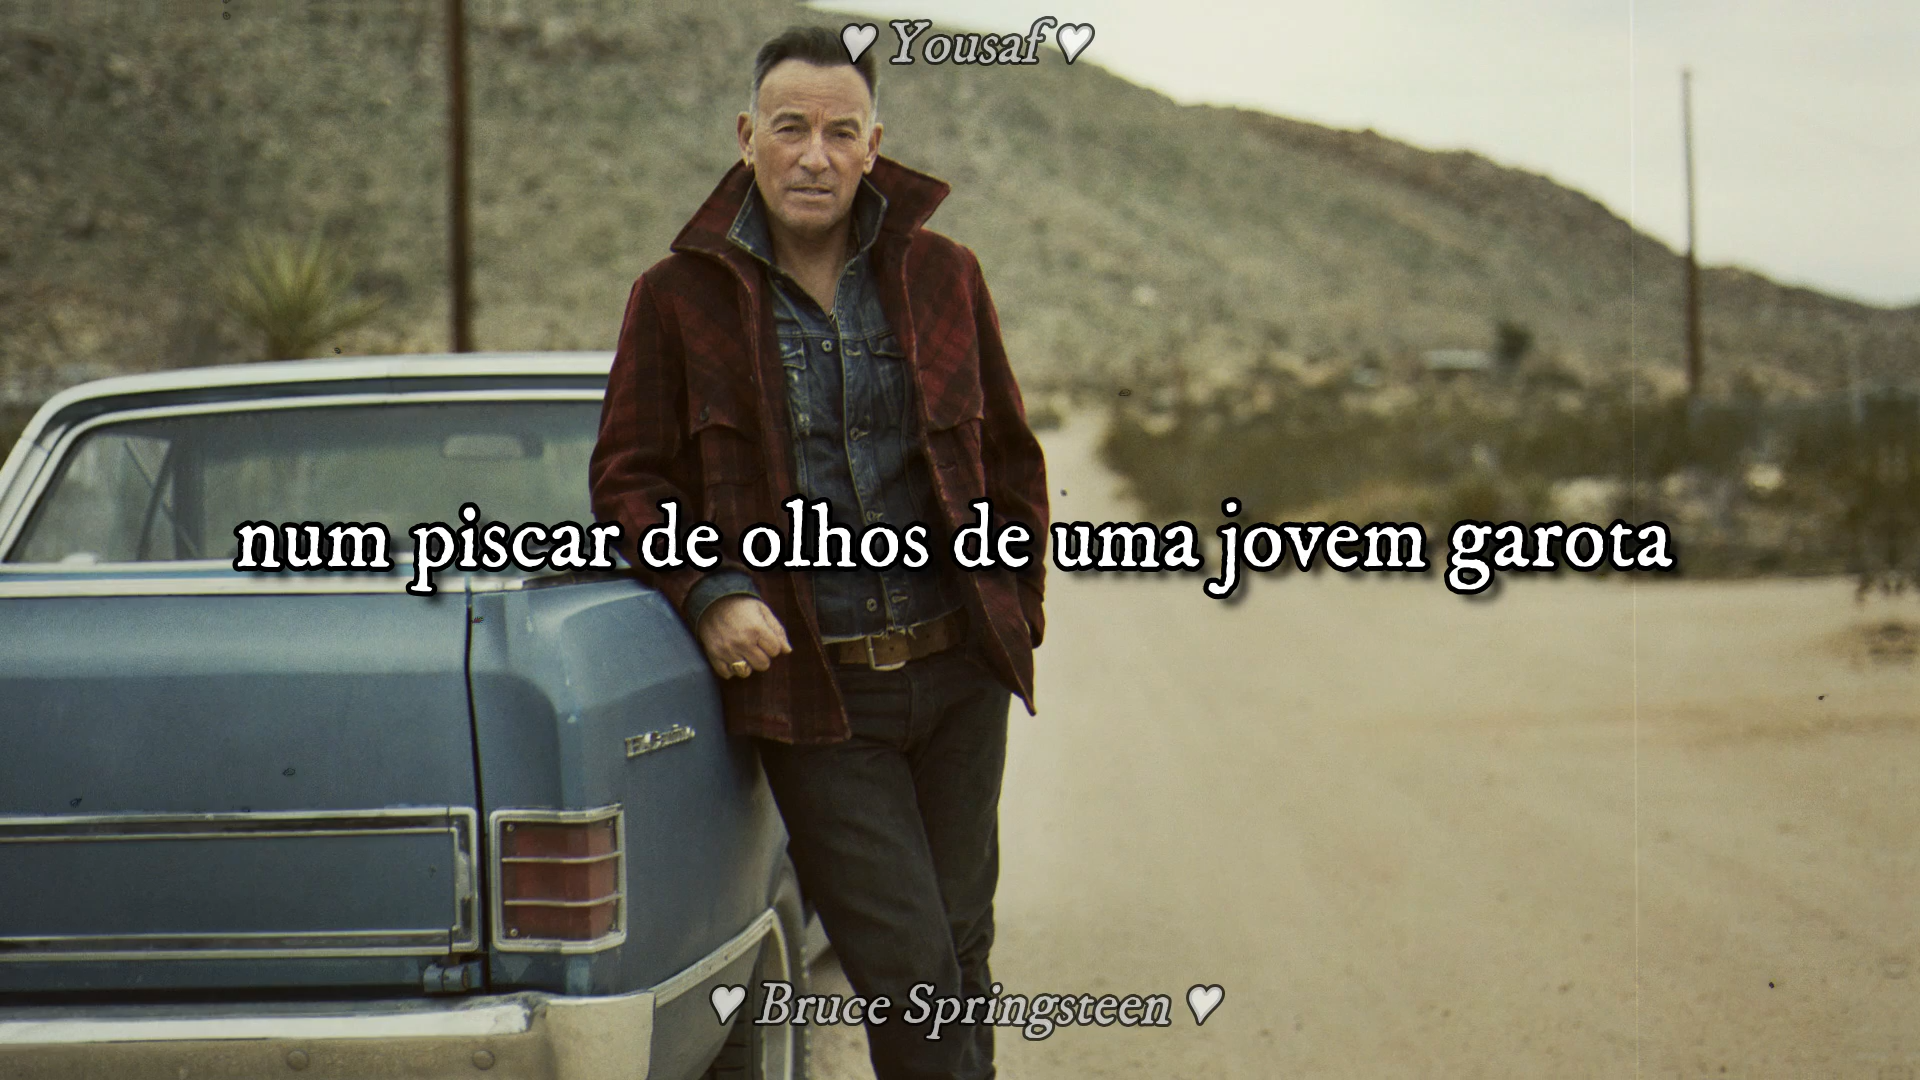 ♥ Yousaf ♥
num piscar de olhos de uma jovem garota
♥ Bruce Springsteen ♥